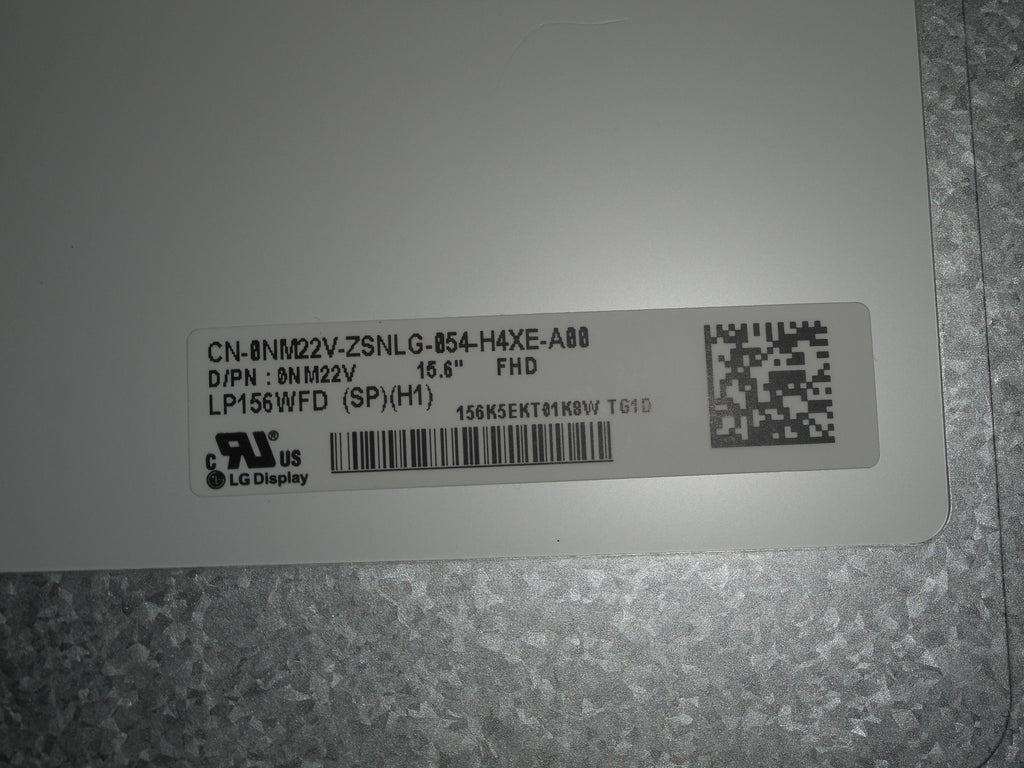 CN-0NM22V-ZSNLG-054-H4XE-A00
D/PN : 0NM22V 15.6" FHD
LP156WFD (SP)(H1)
156K5EKT01K8W TG1D
C RU® US
LG Display